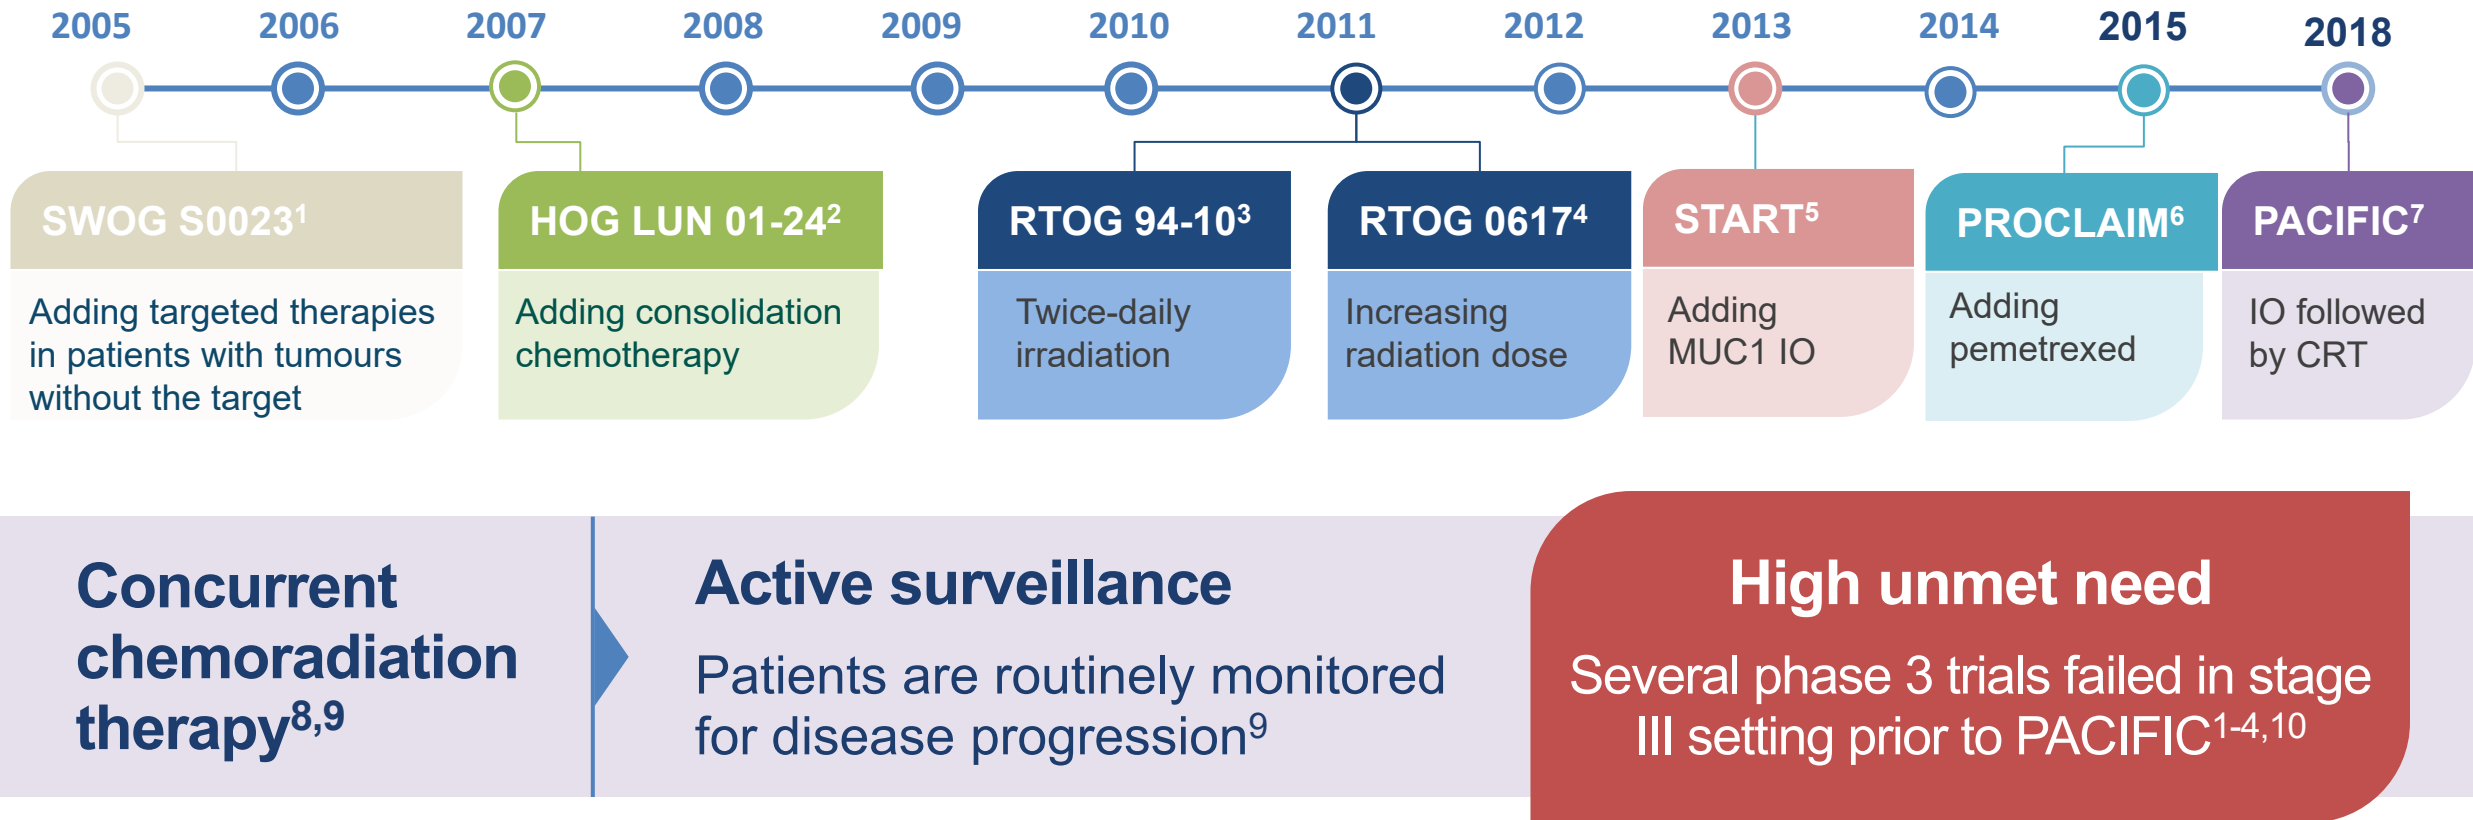 2005 2006 2007 2008 2009 2010 2011 2012 2013 2014 2015 2018
SWOG S0023¹
Adding targeted therapies
in patients with tumours
without the target
HOG LUN 01-24²
Adding consolidation
chemotherapy
RTOG 94-10³
Twice-daily
irradiation
RTOG 0617⁴
Increasing
radiation dose
START⁵
Adding
MUC1 IO
PROCLAIM⁶
Adding
pemetrexed
PACIFIC⁷
IO followed
by CRT
Concurrent
chemoradiation
therapy⁸,⁹
Active surveillance
Patients are routinely monitored
for disease progression⁹
High unmet need
Several phase 3 trials failed in stage
III setting prior to PACIFIC¹⁻⁴,¹⁰